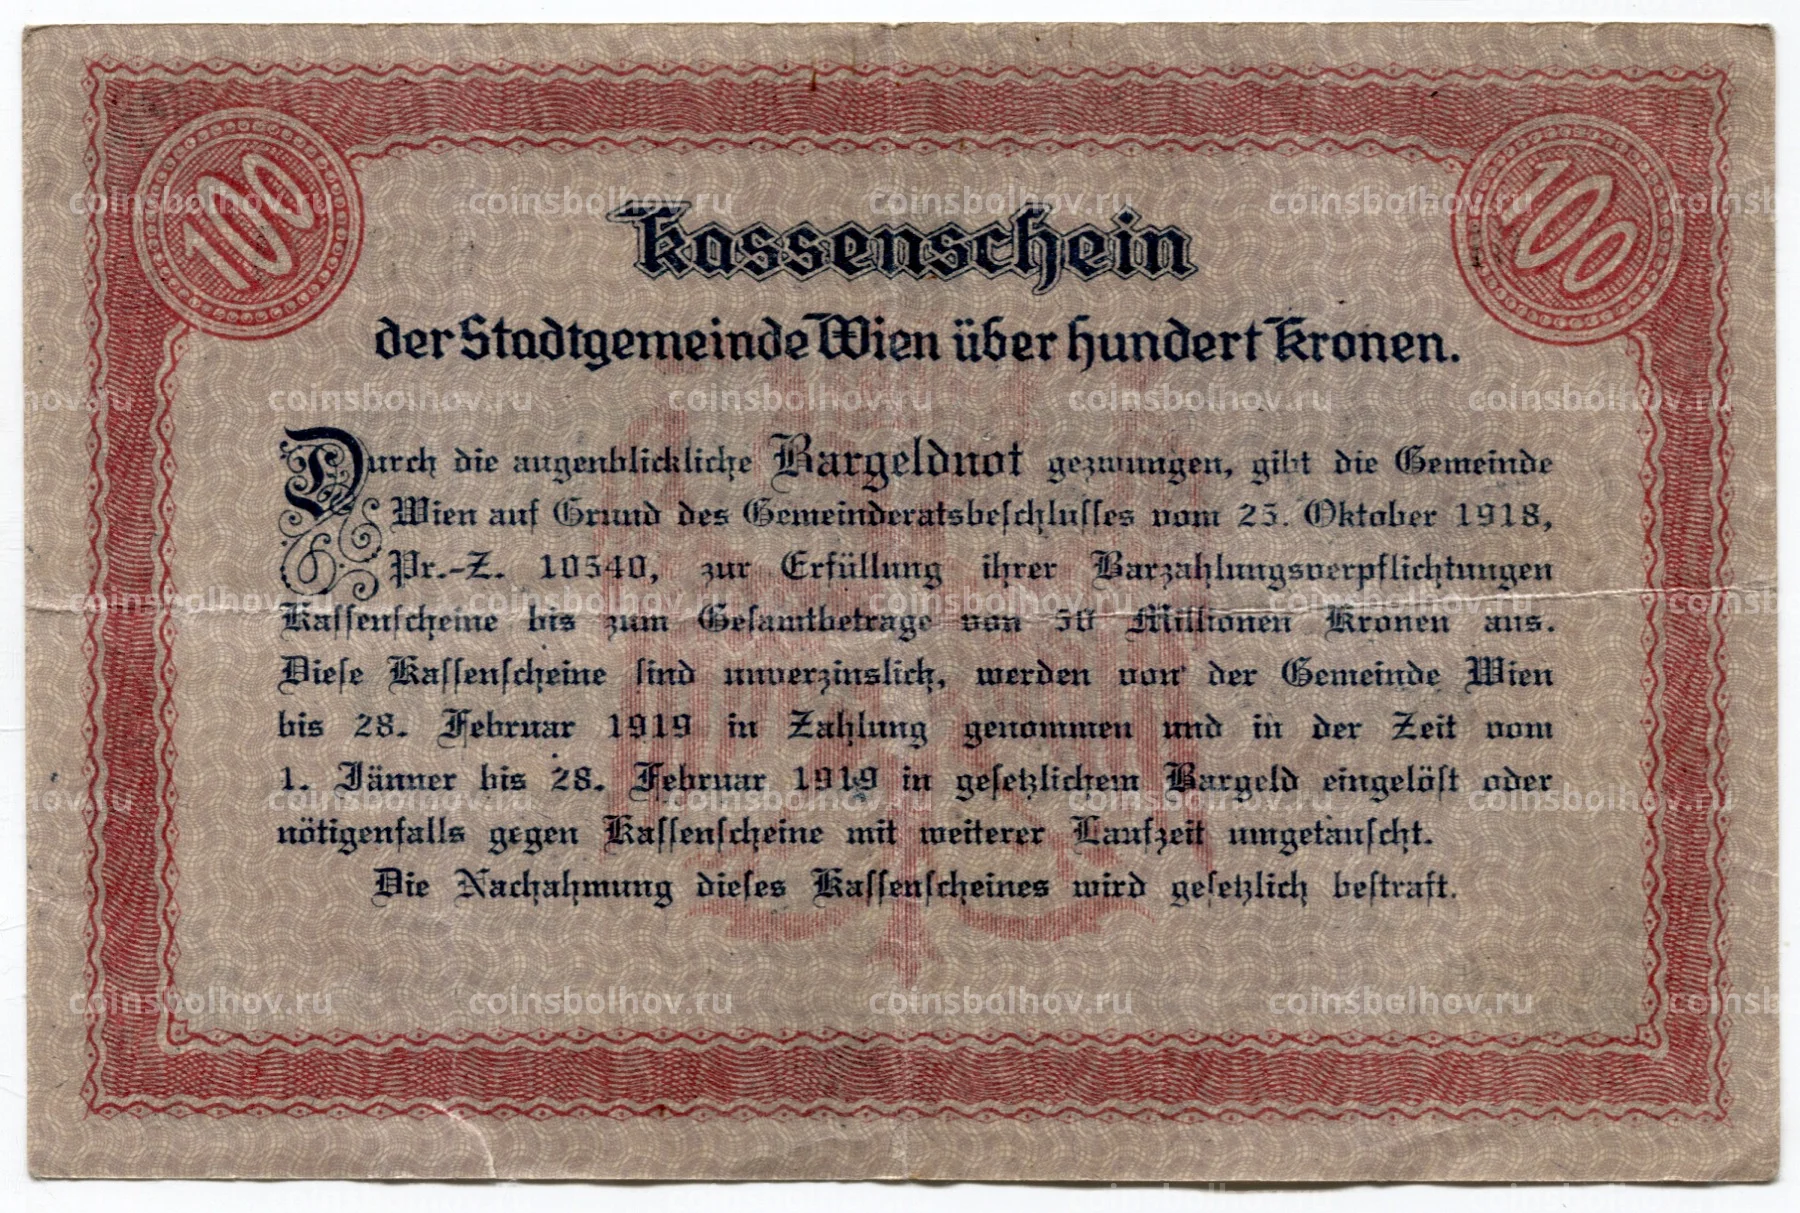 100
100
Kassenschein
der Stadtgemeinde Wien über hundert Kronen.
Durch die augenblickliche Bargeldnot gezwungen, gibt die Gemeinde
Wien auf Grund des Gemeinderatsbeschlusses vom 25. Oktober 1918,
Pr.-Z. 10540, zur Erfüllung ihrer Barzahlungsverpflichtungen
Kassenscheine bis zum Gesamtbetrage von 50 Millionen Kronen aus.
Diese Kassenscheine sind unverzinslich, werden von der Gemeinde Wien
bis 28. Februar 1919 in Zahlung genommen und in der Zeit vom
1. Jänner bis 28. Februar 1919 in gesetzlichem Bargeld eingelöst oder
nötigenfalls gegen Kassenscheine mit weiterer Laufzeit umgetauscht.
Die Nachahmung dieses Kassenscheines wird gesetzlich bestraft.
coinsbolhov.ru